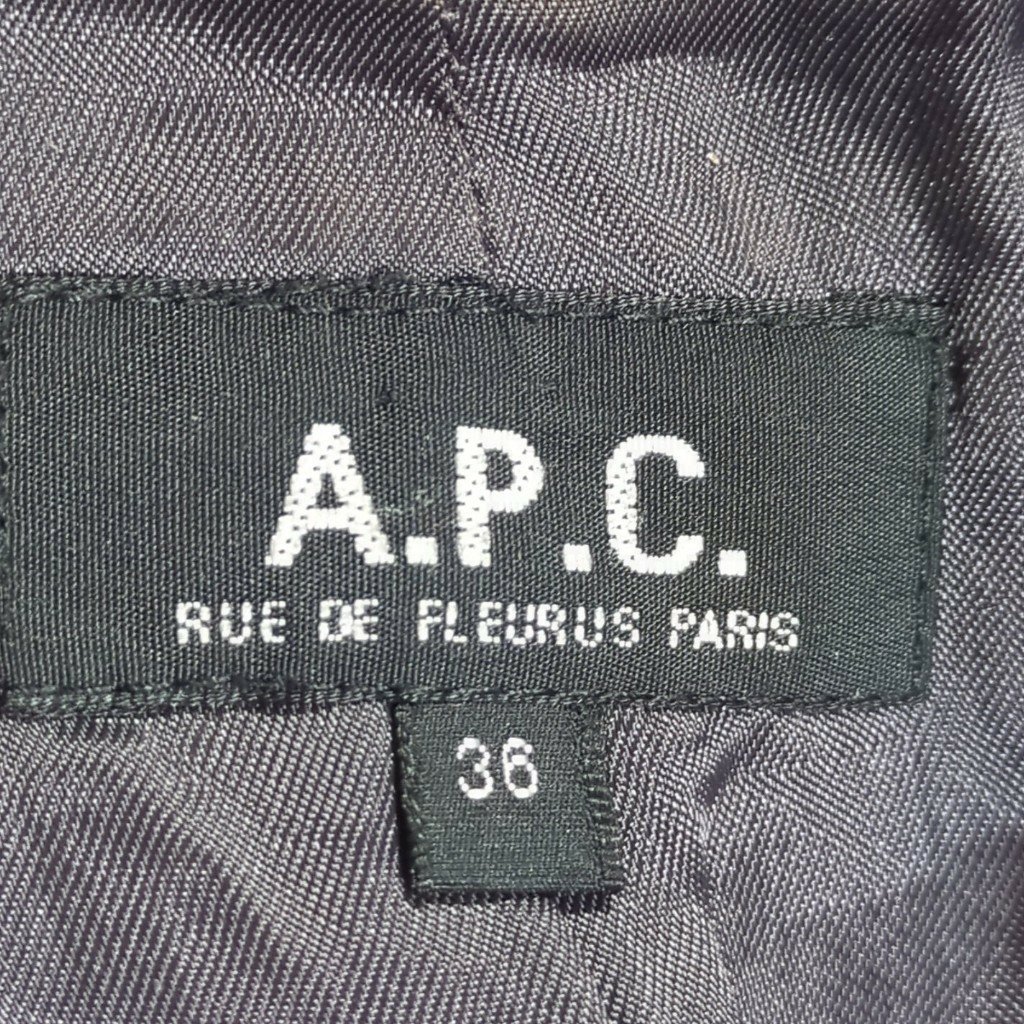 A.P.C.
RUE DE FLEURUS PARIS
36